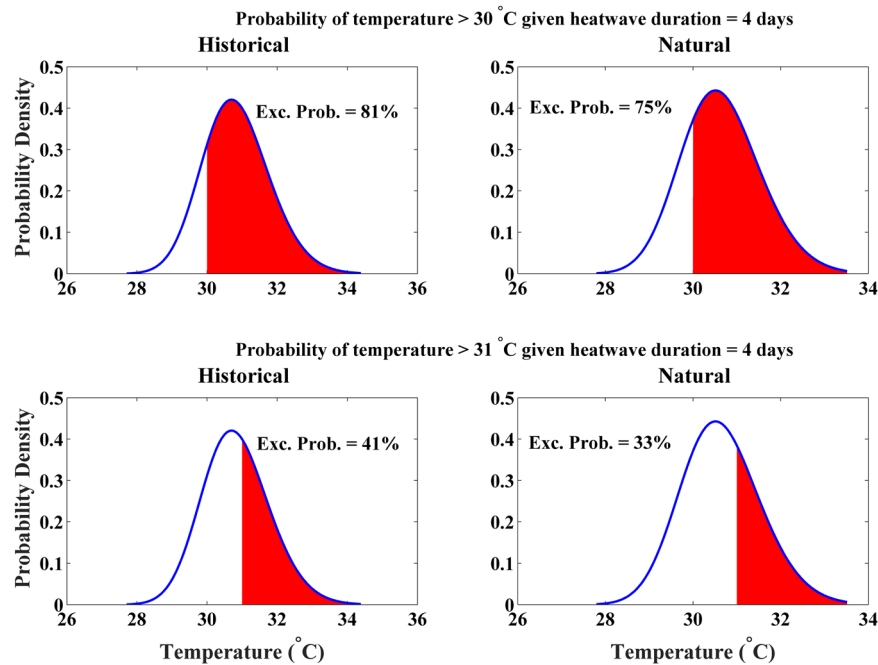 Probability of temperature > 30 °C given heatwave duration = 4 days
Historical
Natural
Probability Density
0.5
0.4
0.3
0.2
0.1
0
Exc. Prob. = 81%
26 28 30 32 34 36
0.5
0.4
0.3
0.2
0.1
0
Exc. Prob. = 75%
26 28 30 32 34
Probability of temperature > 31 °C given heatwave duration = 4 days
Historical
Natural
Probability Density
0.5
0.4
0.3
0.2
0.1
0
Exc. Prob. = 41%
26 28 30 32 34 36
Temperature (°C)
0.5
0.4
0.3
0.2
0.1
0
Exc. Prob. = 33%
26 28 30 32 34
Temperature (°C)